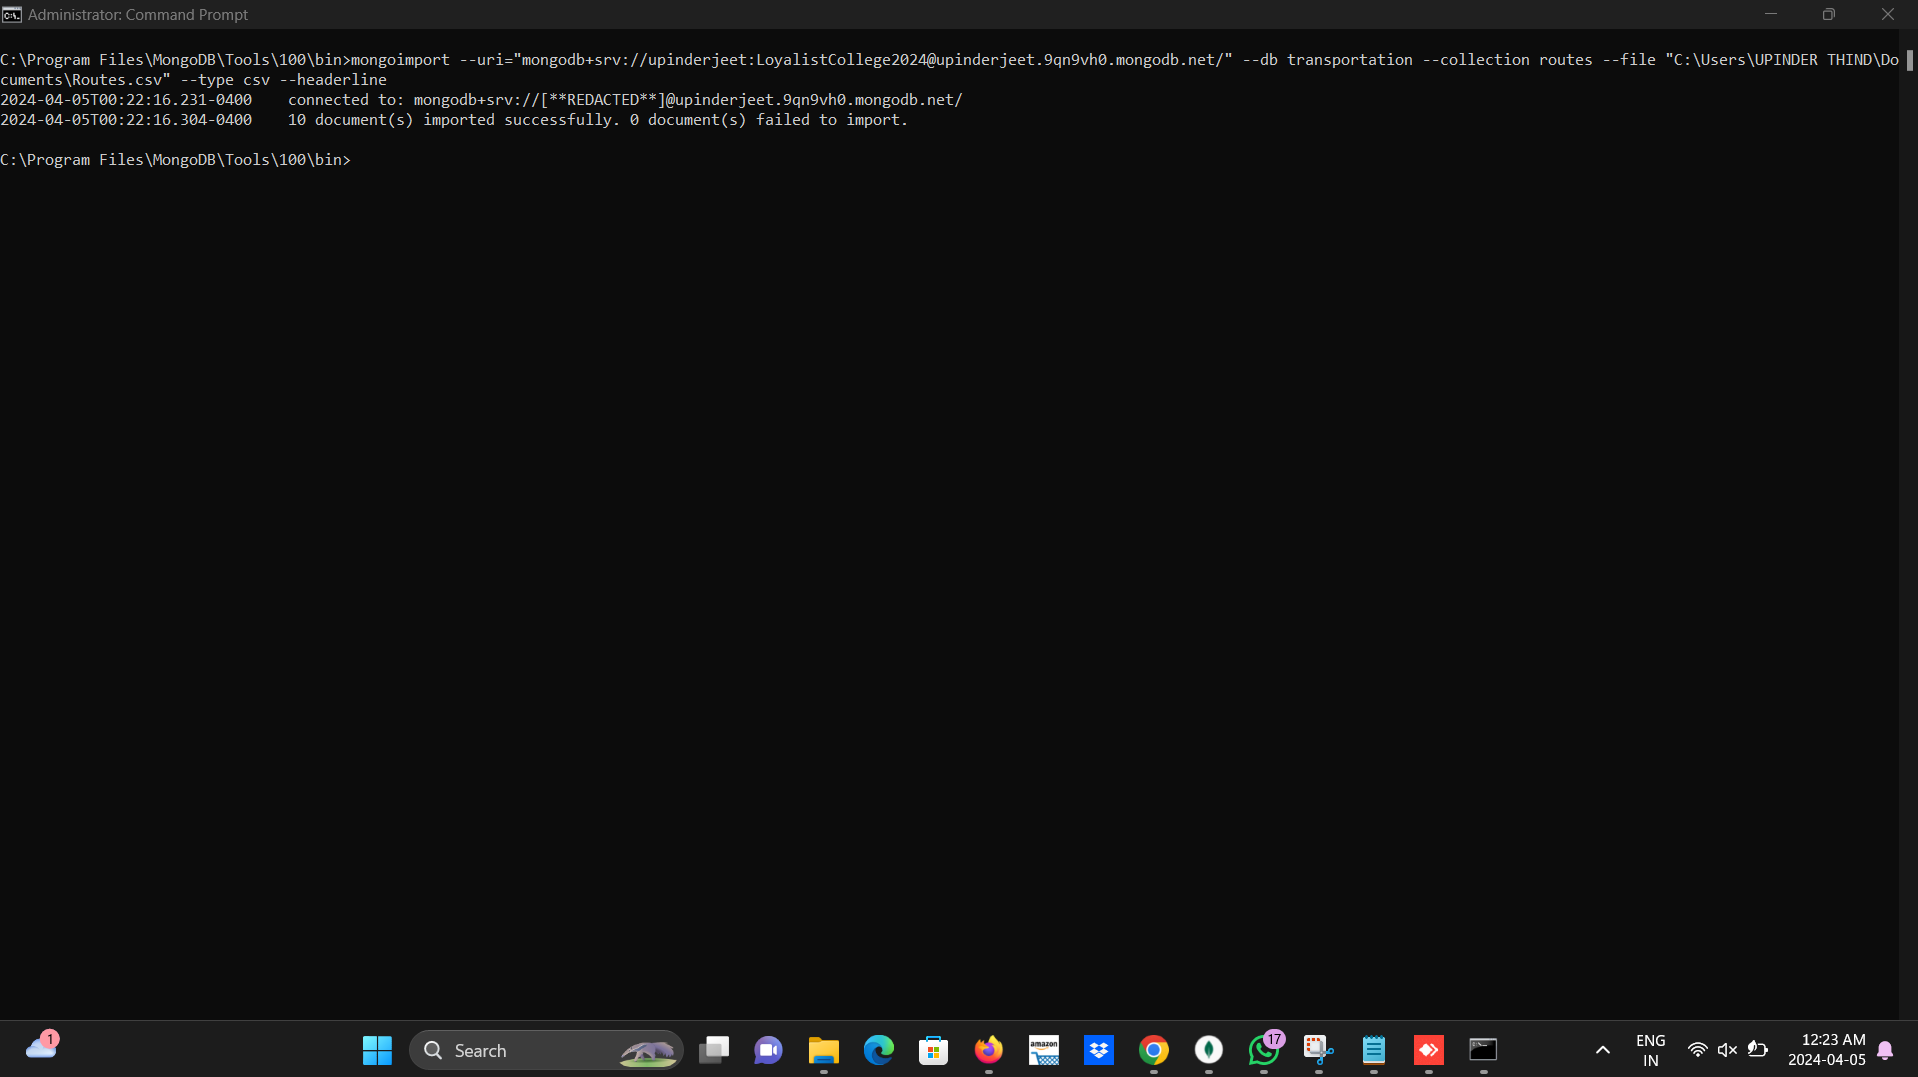 Administrator: Command Prompt
C:\Program Files\MongoDB\Tools\100\bin>mongoimport --uri="mongodb+srv://upinderjeet:LoyalistCollege2024@upinderjeet.9qn9vh0.mongodb.net/" --db transportation --collection routes --file "C:\Users\UPINDER THIND\Do
cuments\Routes.csv" --type csv --headerline
2024-04-05T00:22:16.231-0400    connected to: mongodb+srv://[**REDACTED**]@upinderjeet.9qn9vh0.mongodb.net/
2024-04-05T00:22:16.304-0400    10 document(s) imported successfully. 0 document(s) failed to import.
C:\Program Files\MongoDB\Tools\100\bin>
1
Search
amazon
17
ENG
IN
12:23 AM
2024-04-05